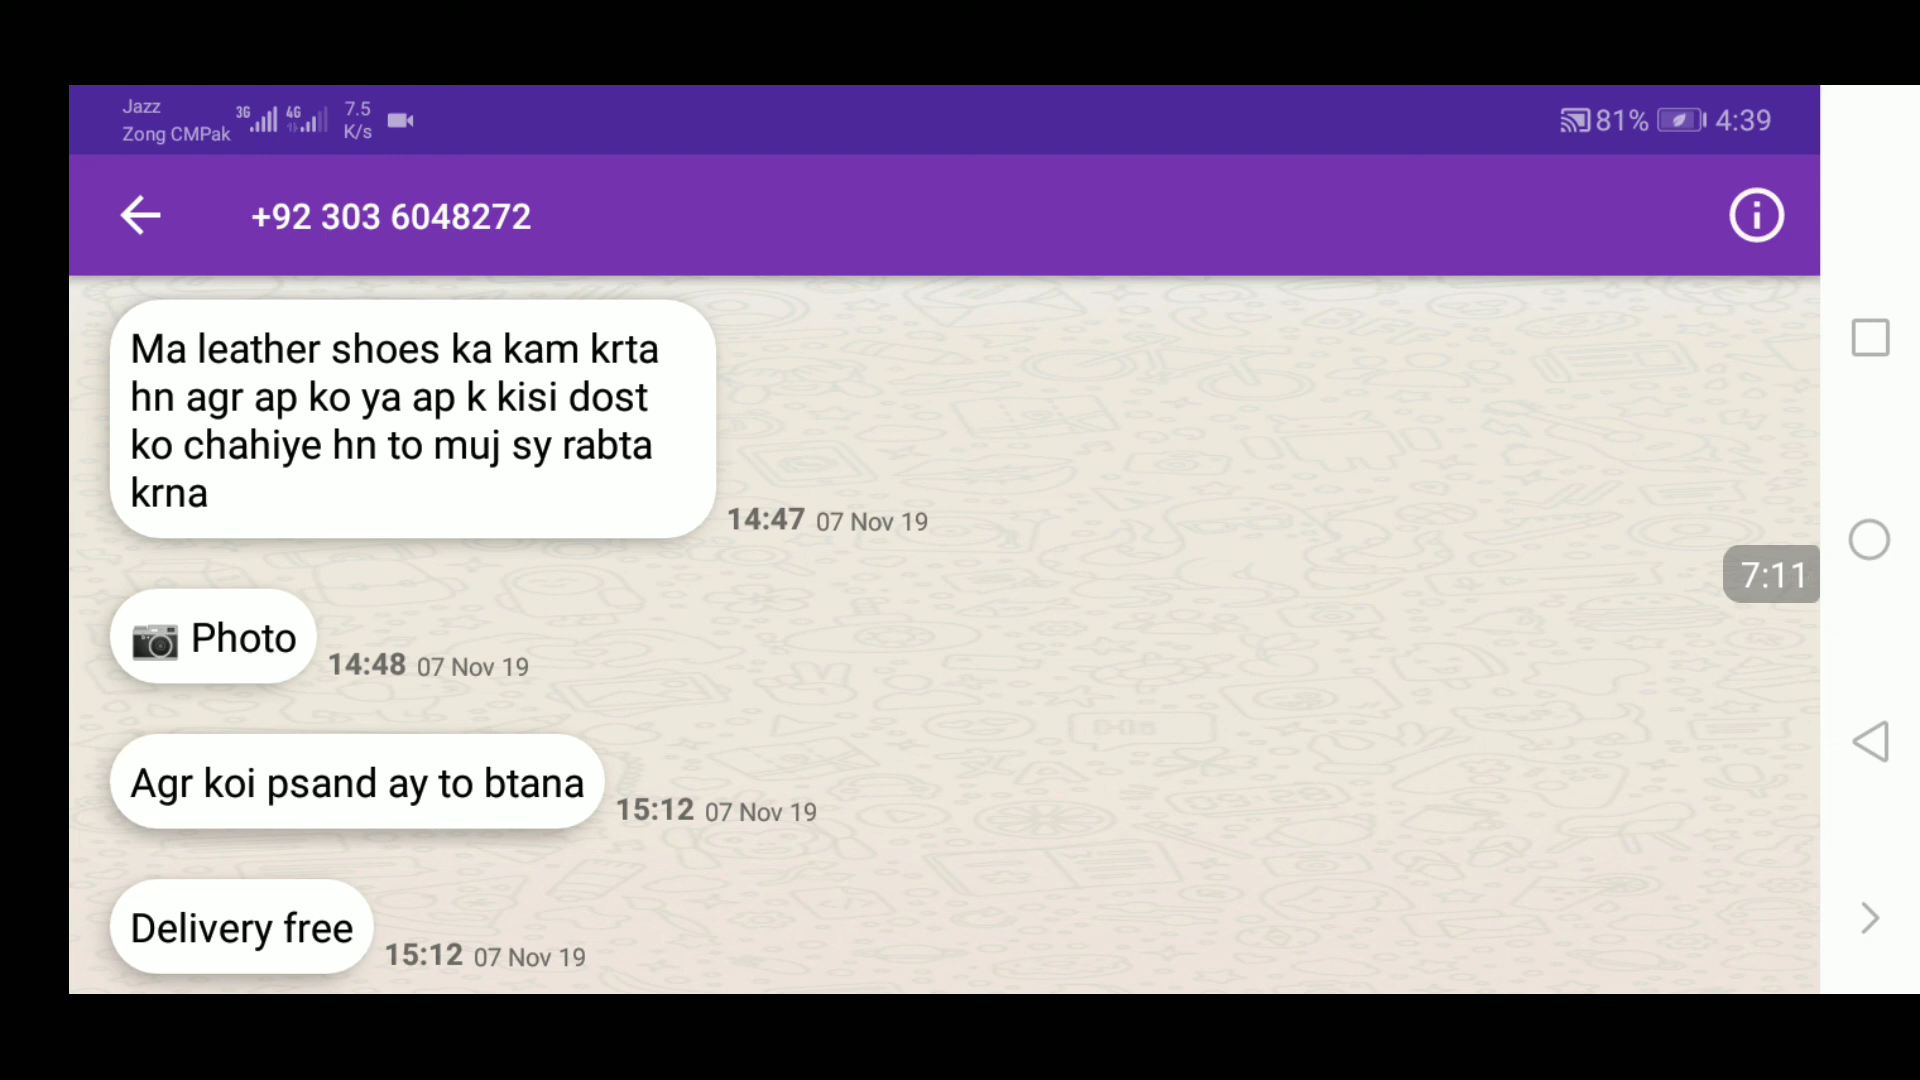 Jazz
Zong CMPak
3G
4G
7.5
K/s
81%
4:39
+92 303 6048272
Ma leather shoes ka kam krta
hn agr ap ko ya ap k kisi dost
ko chahiye hn to muj sy rabta
krna
14:47 07 Nov 19
7:11
📷 Photo
14:48 07 Nov 19
Agr koi psand ay to btana
15:12 07 Nov 19
Delivery free
15:12 07 Nov 19